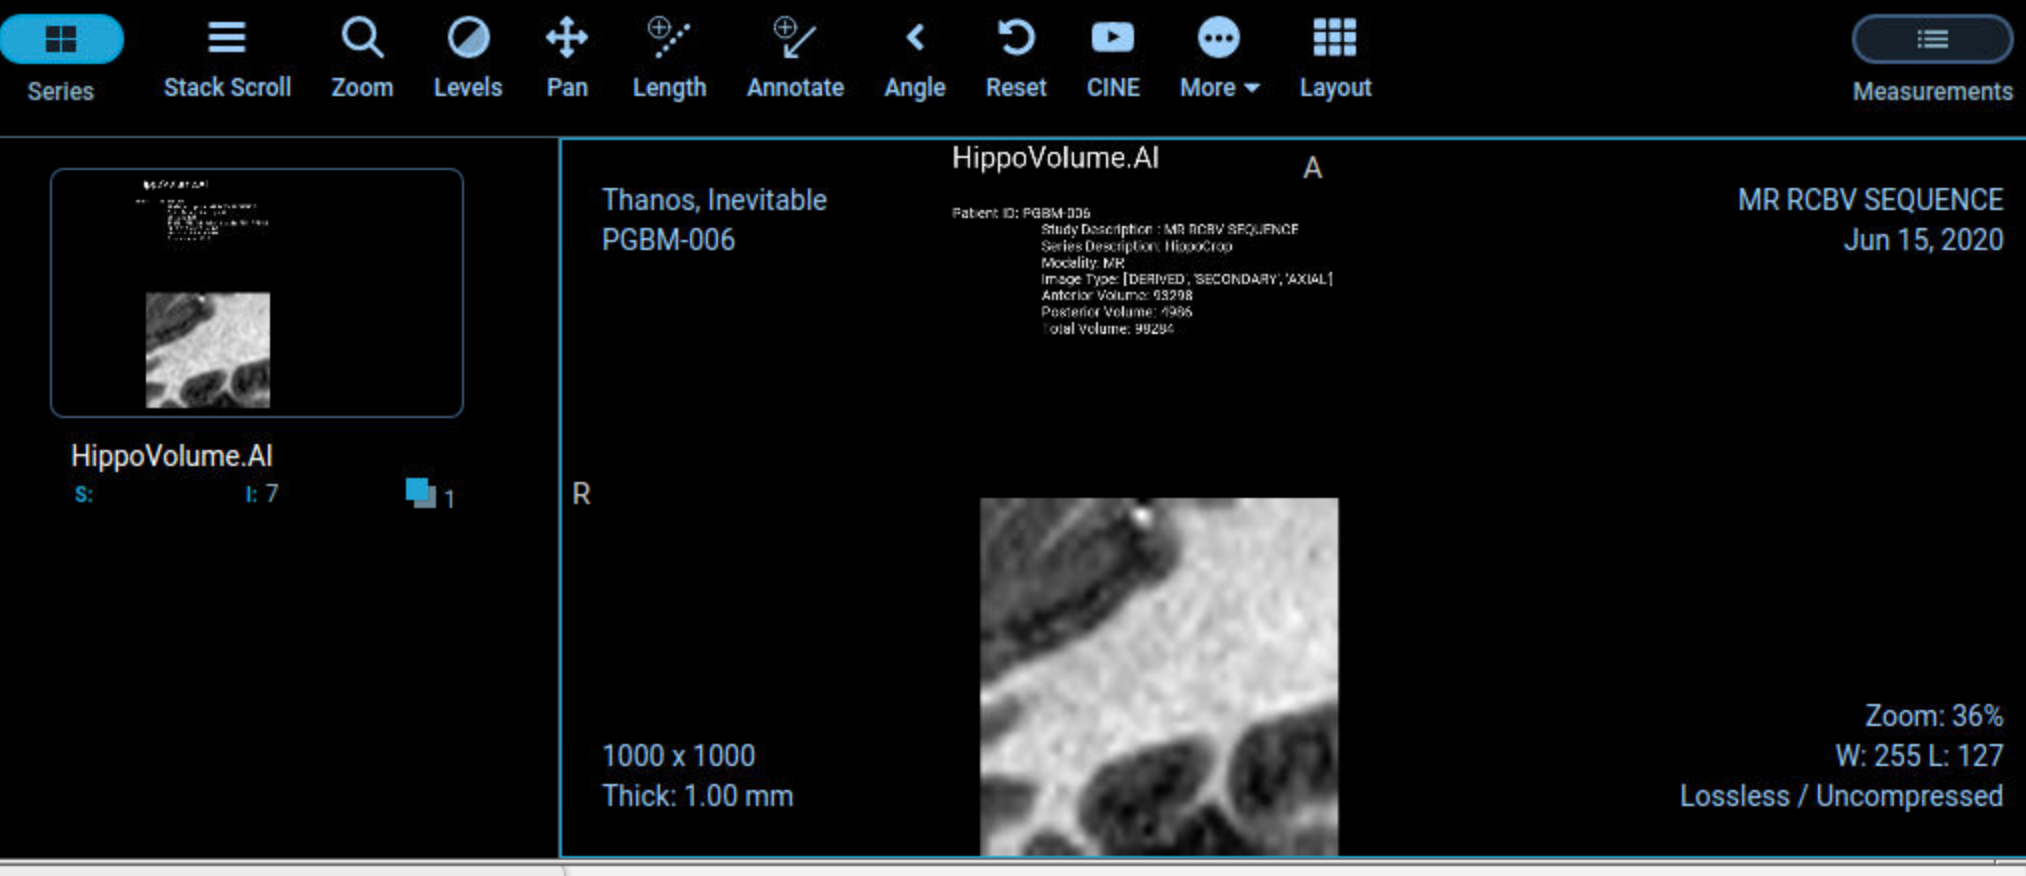 Series
Stack Scroll
Zoom
Levels
Pan
Length
Annotate
Angle
Reset
CINE
More
Layout
Measurements
HippoVolume.AI
S:
I: 7
1
HippoVolume.AI
A
Thanos, Inevitable
PGBM-006
MR RCBV SEQUENCE
Jun 15, 2020
Patient ID: PGBM-006
Study Description : MR RCBV SEQUENCE
Series Description: HippoCrop
Modality: MR
Image Type: ['DERIVED', 'SECONDARY', 'AXIAL']
Anterior Volume: 93298
Posterior Volume: 4986
Total Volume: 98284
R
1000 x 1000
Thick: 1.00 mm
Zoom: 36%
W: 255 L: 127
Lossless / Uncompressed